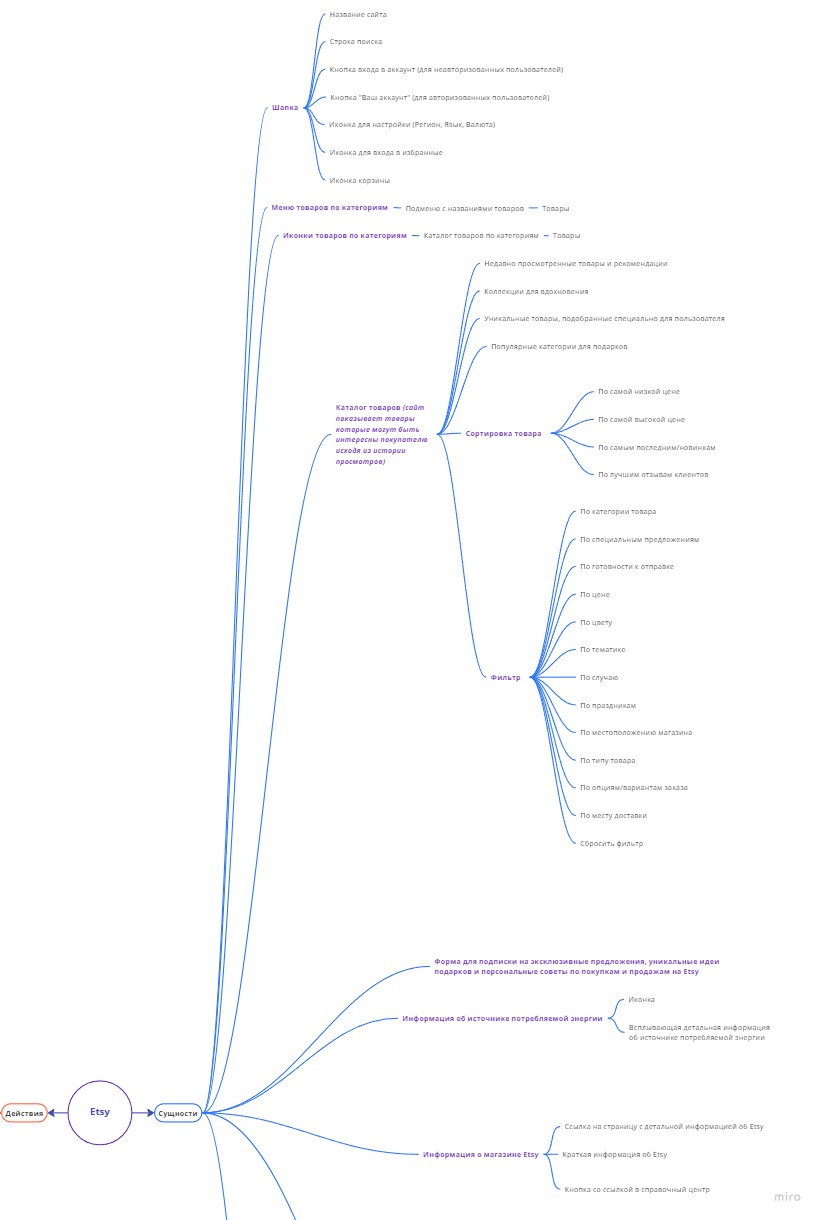 Название сайта
Строка поиска
Кнопка входа в аккаунт (для неавторизованных пользователей)
Кнопка "Ваш аккаунт" (для авторизованных пользователей)
Шапка
Иконка для настройки (Регион, Язык, Валюта)
Иконка для входа в избранные
Иконка корзины
Меню товаров по категориям
Подменю с названиями товаров
Товары
Иконки товаров по категориям
Каталог товаров по категориям
Товары
Недавно просмотренные товары и рекомендации
Коллекции для вдохновения
Уникальные товары, подобранные специально для пользователя
Популярные категории для подарков
Каталог товаров (сайт
показывает товары
которые могут быть
интересны покупателю
исходя из истории
просмотров)
Сортировка товара
По самой низкой цене
По самой высокой цене
По самым последним/новинкам
По лучшим отзывам клиентов
Фильтр
По категории товара
По специальным предложениям
По готовности к отправке
По цене
По цвету
По тематике
По случаю
По праздникам
По местоположению магазина
По типу товара
По опциям/вариантам заказа
По месту доставки
Сбросить фильтр
Форма для подписки на эксклюзивные предложения, уникальные идеи
подарков и персональные советы по покупкам и продажам на Etsy
Информация об источнике потребляемой энергии
Иконка
Всплывающая детальная информация
об источнике потребляемой энергии
Действия
Etsy
Сущности
Информация о магазине Etsy
Ссылка на страницу с детальной информацией об Etsy
Краткая информация об Etsy
Кнопка со ссылкой в справочный центр
miro